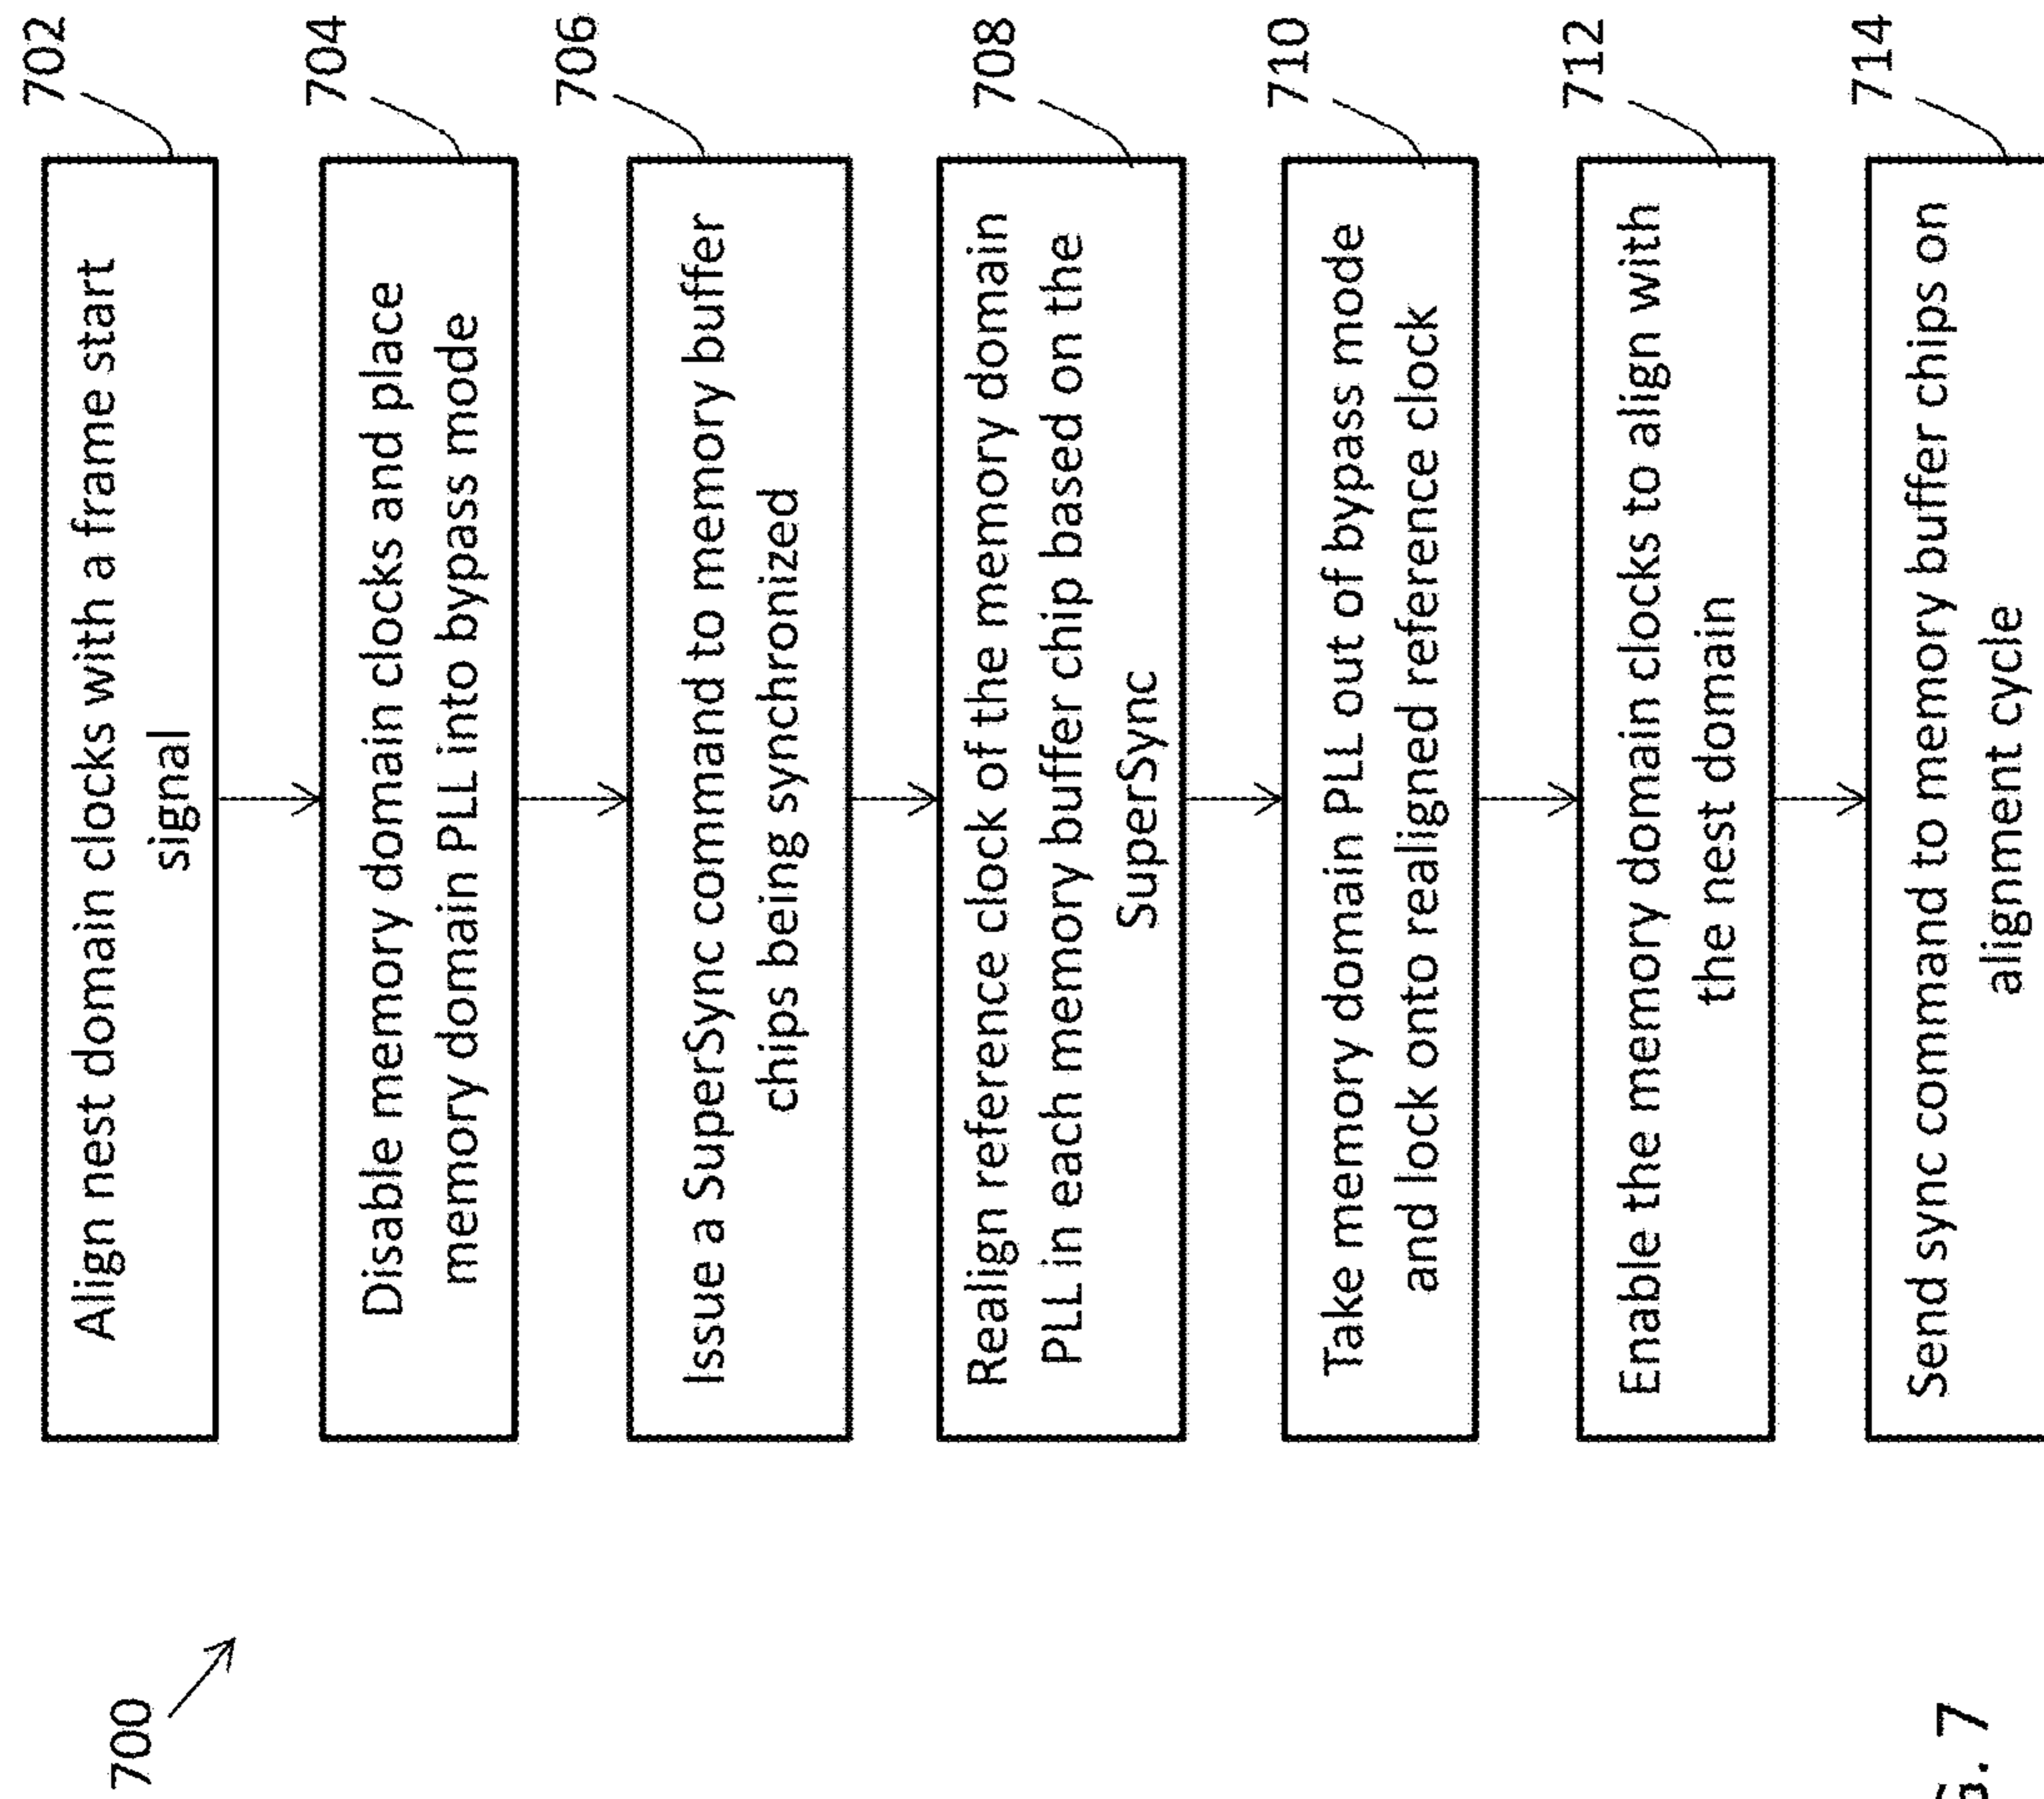 700
702
Align nest domain clocks with a frame start
signal
704
Disable memory domain clocks and place
memory domain PLL into bypass mode
706
Issue a SuperSync command to memory buffer
chips being synchronized
708
Realign reference clock of the memory domain
PLL in each memory buffer chip based on the
SuperSync
710
Take memory domain PLL out of bypass mode
and lock onto realigned reference clock
712
Enable the memory domain clocks to align with
the nest domain
714
Send sync command to memory buffer chips on
alignment cycle
7